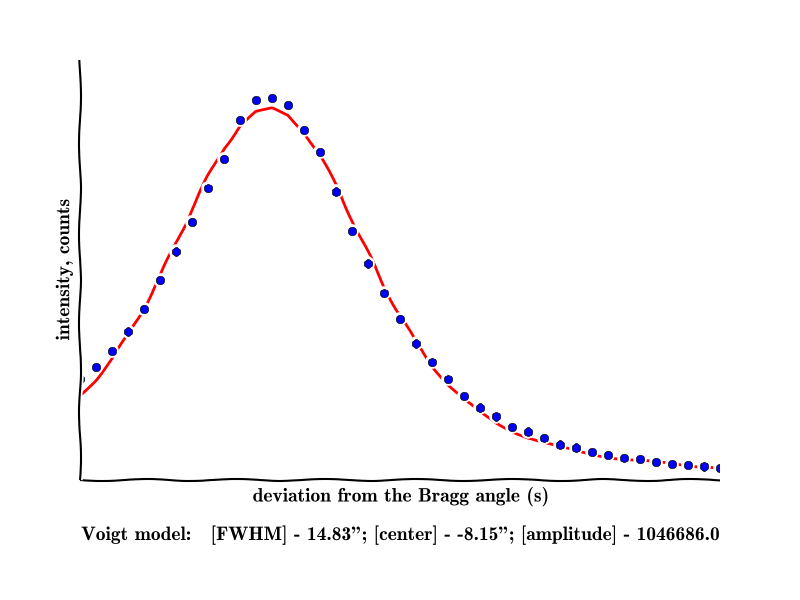 intensity, counts
deviation from the Bragg angle (s)
Voigt model: [FWHM] - 14.83”; [center] - -8.15”; [amplitude] - 1046686.0